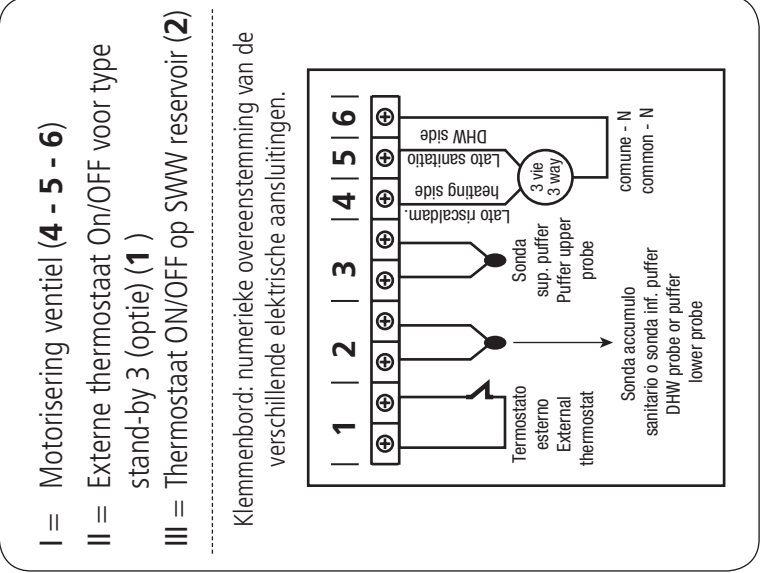 I = Motorisering ventiel (4 - 5 - 6)
II = Externe thermostaat On/OFF voor type
stand-by 3 (optie) (1 )
III = Thermostaat ON/OFF op SWW reservoir (2)
Klemmenbord: numerieke overeenstemming van de
verschillende elektrische aansluitingen.
1 | 2 | 3 | 4 | 5 | 6
Termostato
esterno
External
thermostat
Sonda accumulo
sanitario o sonda inf. puffer
DHW probe or puffer
lower probe
Sonda
sup. puffer
Puffer upper
probe
Lato riscaldam.
heating side
Lato sanitatio
DHW side
3 vie
3 way
comune - N
common - N